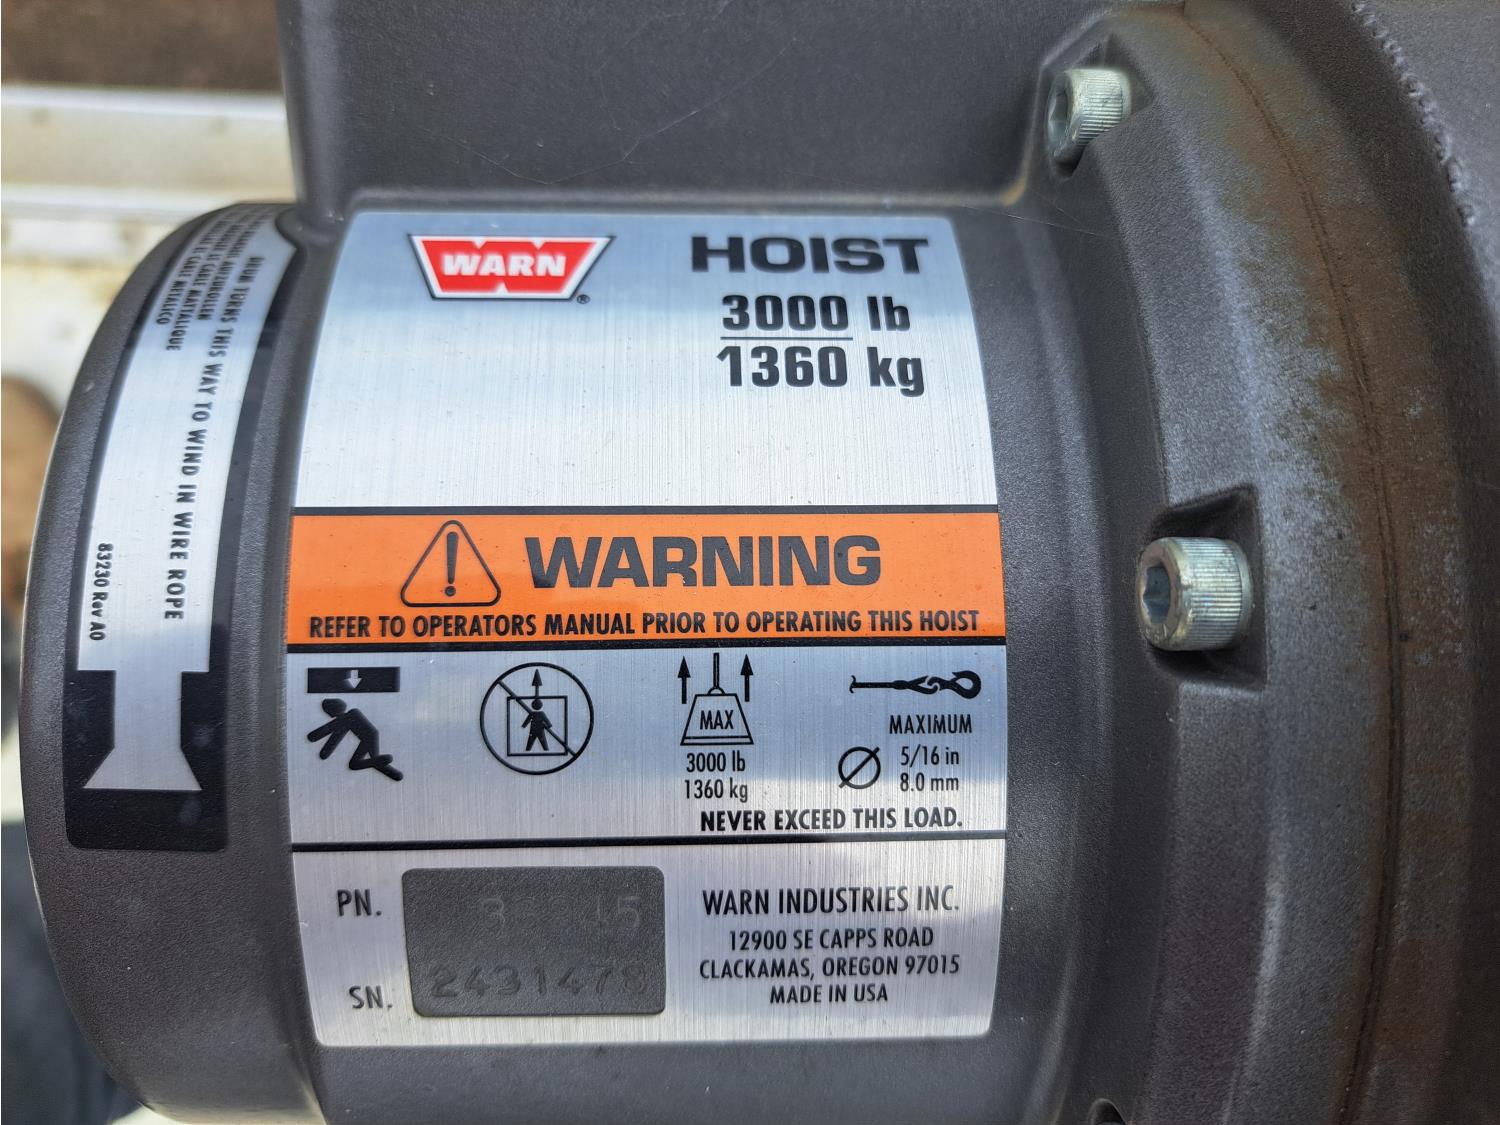 WARN
®
HOIST
3000 lb
1360 kg
DRUM TURNS THIS WAY TO WIND IN WIRE ROPE
83230 Rev A0
WARNING
REFER TO OPERATORS MANUAL PRIOR TO OPERATING THIS HOIST
MAX
3000 lb
1360 kg
MAXIMUM
5/16 in
8.0 mm
NEVER EXCEED THIS LOAD.
PN.
SN. 2431478
WARN INDUSTRIES INC.
12900 SE CAPPS ROAD
CLACKAMAS, OREGON 97015
MADE IN USA